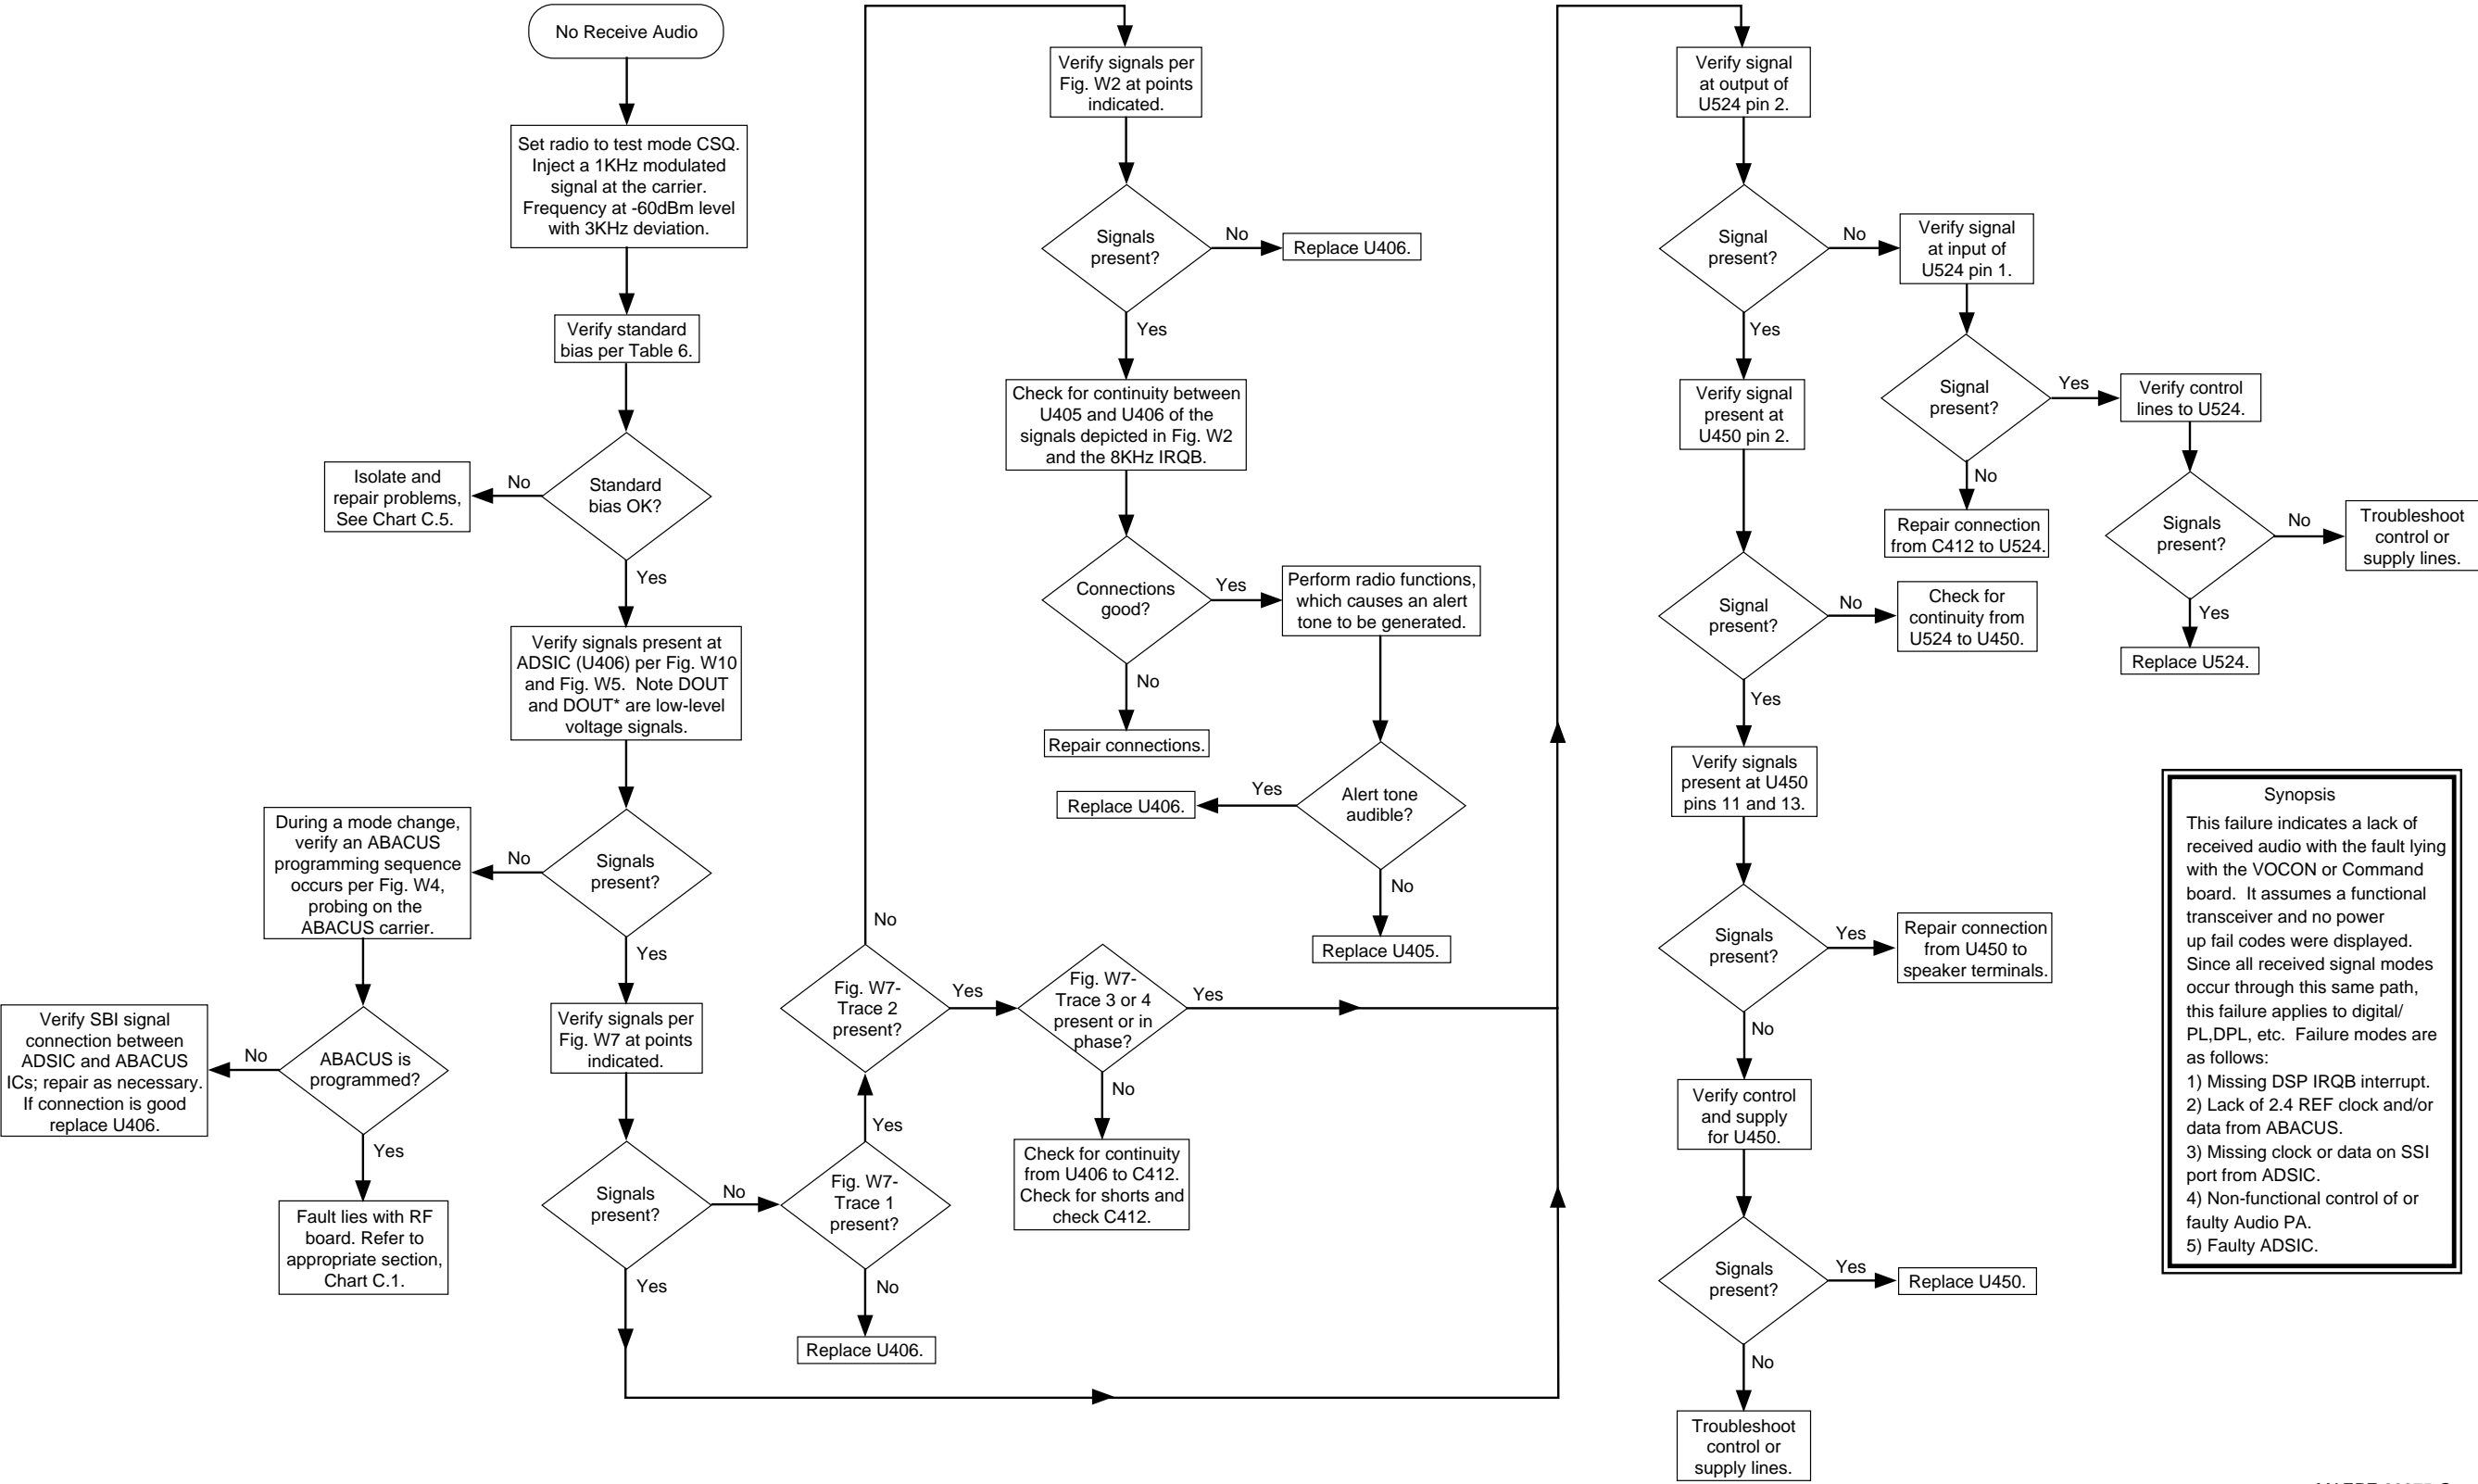 No Receive Audio
Set radio to test mode CSQ.
Inject a 1KHz modulated
signal at the carrier.
Frequency at -60dBm level
with 3KHz deviation.
Verify standard
bias per Table 6.
Standard
bias OK?
No
Isolate and
repair problems,
See Chart C.5.
Yes
Verify signals present at
ADSIC (U406) per Fig. W10
and Fig. W5. Note DOUT
and DOUT* are low-level
voltage signals.
Signals
present?
No
During a mode change,
verify an ABACUS
programming sequence
occurs per Fig. W4,
probing on the
ABACUS carrier.
ABACUS is
programmed?
No
Verify SBI signal
connection between
ADSIC and ABACUS
ICs; repair as necessary.
If connection is good
replace U406.
Yes
Fault lies with RF
board. Refer to
appropriate section,
Chart C.1.
Yes
Verify signals per
Fig. W7 at points
indicated.
Signals
present?
Yes
No
Fig. W7-
Trace 1
present?
No
Replace U406.
Yes
Fig. W7-
Trace 2
present?
No
Yes
Fig. W7-
Trace 3 or 4
present or in
phase?
Yes
No
Check for continuity
from U406 to C412.
Check for shorts and
check C412.
Verify signals per
Fig. W2 at points
indicated.
Signals
present?
No
Replace U406.
Yes
Check for continuity between
U405 and U406 of the
signals depicted in Fig. W2
and the 8KHz IRQB.
Connections
good?
No
Repair connections.
Yes
Perform radio functions,
which causes an alert
tone to be generated.
Alert tone
audible?
Yes
Replace U406.
No
Replace U405.
Verify signal
at output of
U524 pin 2.
Signal
present?
No
Verify signal
at input of
U524 pin 1.
Signal
present?
No
Repair connection
from C412 to U524.
Yes
Verify control
lines to U524.
Signals
present?
No
Troubleshoot
control or
supply lines.
Yes
Replace U524.
Yes
Verify signal
present at
U450 pin 2.
Signal
present?
No
Check for
continuity from
U524 to U450.
Yes
Verify signals
present at U450
pins 11 and 13.
Signals
present?
Yes
Repair connection
from U450 to
speaker terminals.
No
Verify control
and supply
for U450.
Signals
present?
Yes
Replace U450.
No
Troubleshoot
control or
supply lines.
Synopsis
This failure indicates a lack of
received audio with the fault lying
with the VOCON or Command
board. It assumes a functional
transceiver and no power
up fail codes were displayed.
Since all received signal modes
occur through this same path,
this failure applies to digital/
PL,DPL, etc. Failure modes are
as follows:
1) Missing DSP IRQB interrupt.
2) Lack of 2.4 REF clock and/or
data from ABACUS.
3) Missing clock or data on SSI
port from ADSIC.
4) Non-functional control of or
faulty Audio PA.
5) Faulty ADSIC.